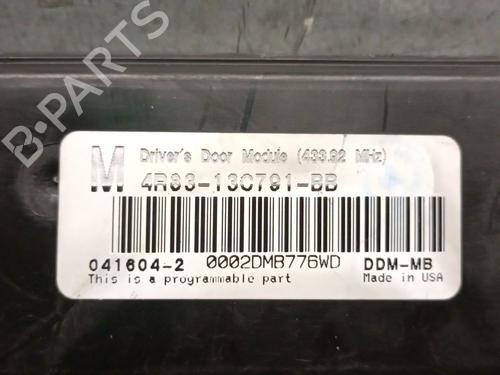 B-PARTS
M
Driver's Door Module (433.92 MHz)
4R83-13C791-BB
041604-2 0002DMB776WD DDM-MB
This is a programmable part Made in USA